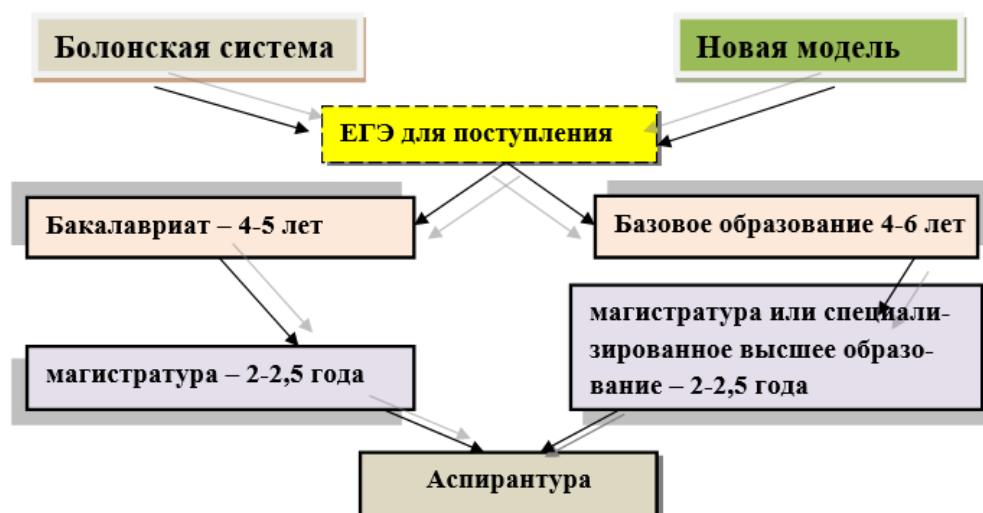 Болонская система
Новая модель
ЕГЭ для поступления
Бакалавриат – 4-5 лет
Базовое образование 4-6 лет
магистратура – 2-2,5 года
магистратура или специали-
зированное высшее образо-
вание – 2-2,5 года
Аспирантура